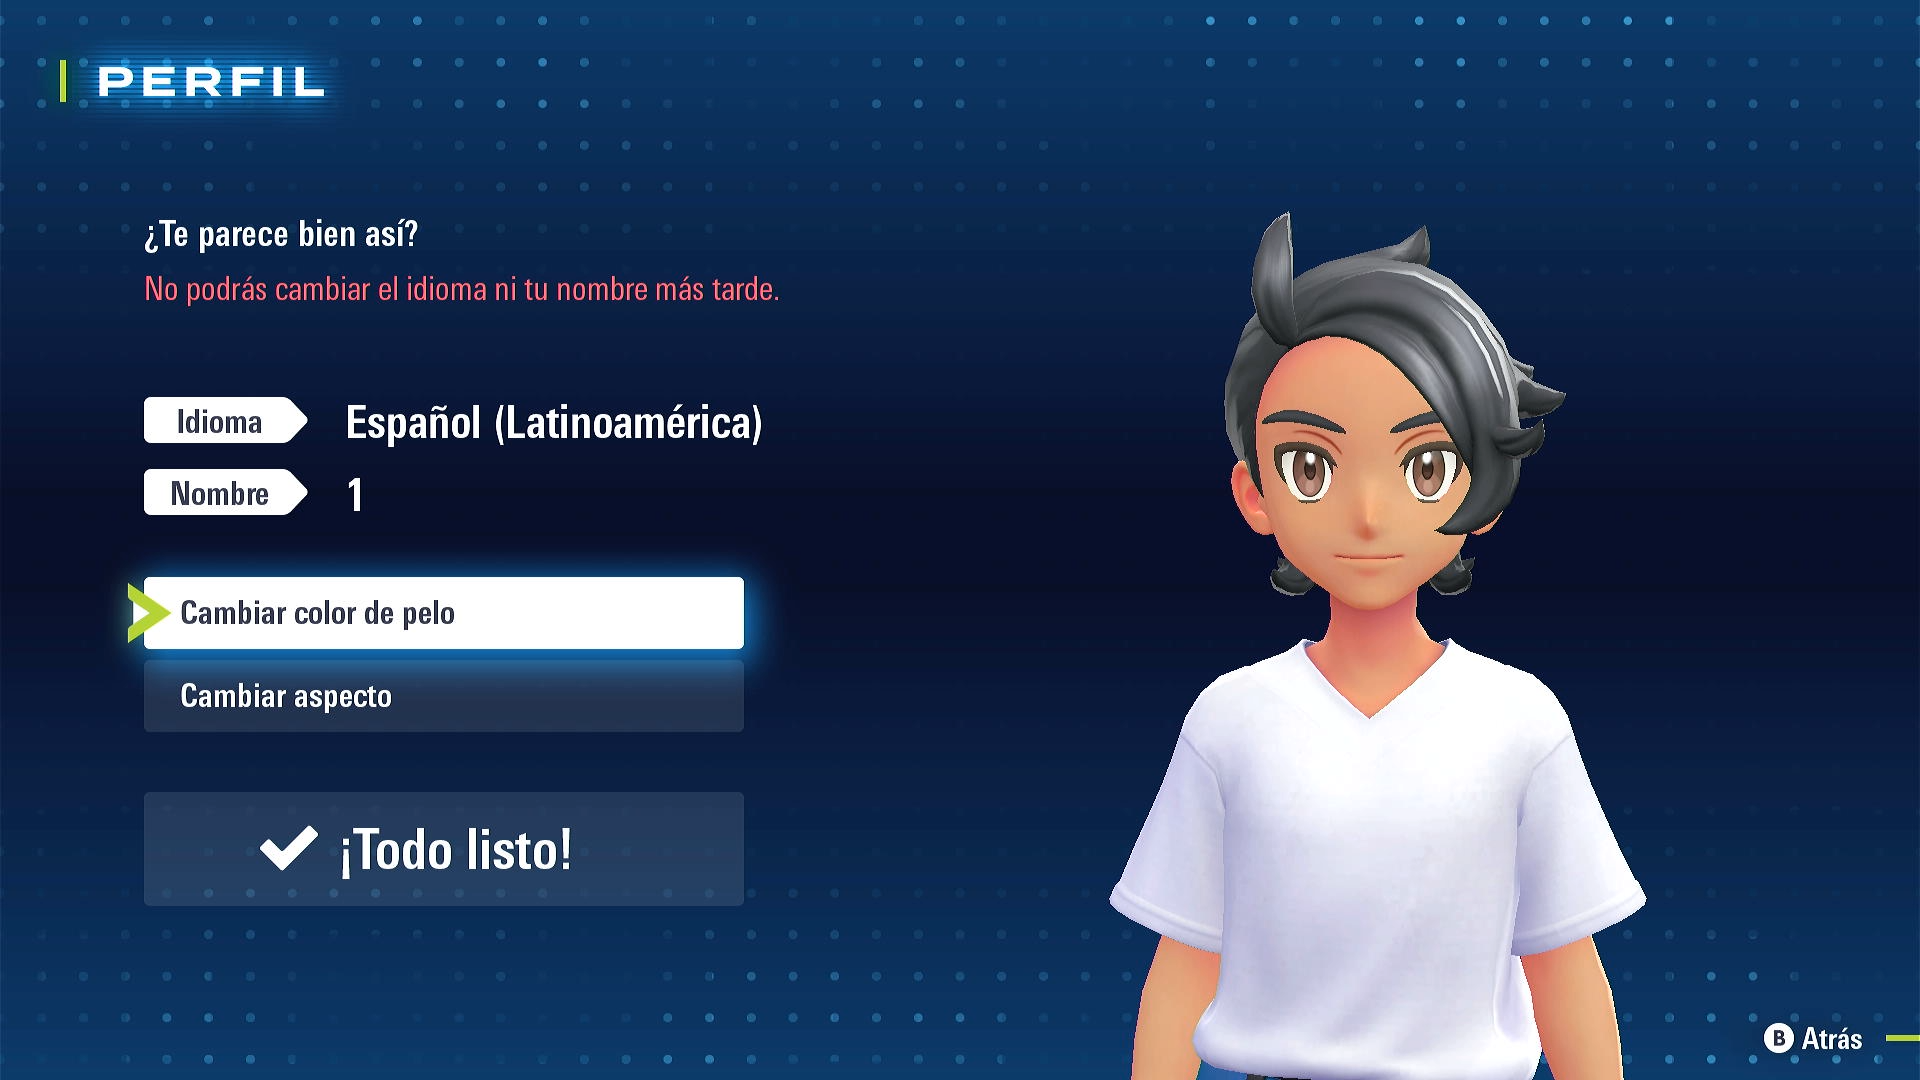 PERFIL
¿Te parece bien así?
No podrás cambiar el idioma ni tu nombre más tarde.
Idioma Español (Latinoamérica)
Nombre 1
Cambiar color de pelo
Cambiar aspecto
¡Todo listo!
B Atrás